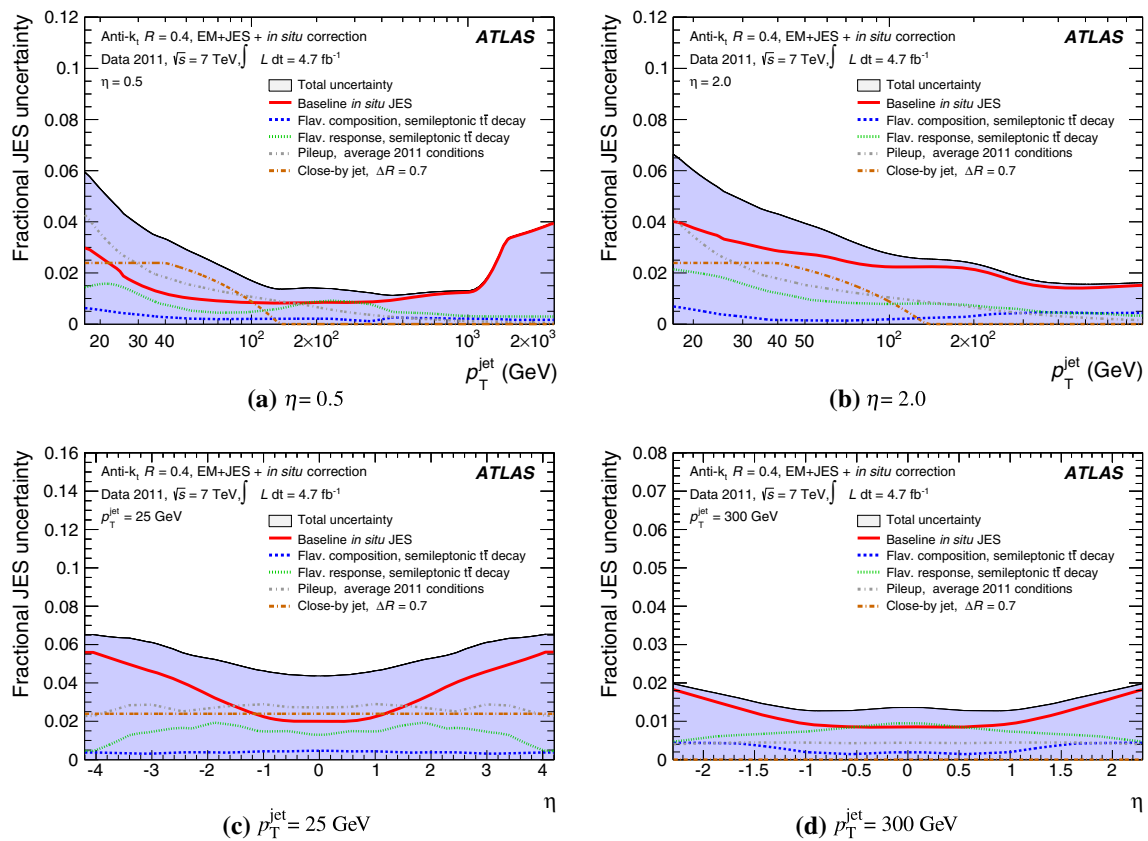 Fractional JES uncertainty
0.12
0.1
0.08
0.06
0.04
0.02
0
Anti-kt R = 0.4, EM+JES + in situ correction
ATLAS
Data 2011, √s = 7 TeV, ∫ L dt = 4.7 fb-1
η = 0.5
Total uncertainty
Baseline in situ JES
Flav. composition, semileptonic tt̄ decay
Flav. response, semileptonic tt̄ decay
Pileup, average 2011 conditions
Close-by jet, ΔR = 0.7
20 30 40 10² 2×10² 10³ 2×10³
pTjet (GeV)
(a) η = 0.5
Fractional JES uncertainty
0.12
0.1
0.08
0.06
0.04
0.02
0
Anti-kt R = 0.4, EM+JES + in situ correction
ATLAS
Data 2011, √s = 7 TeV, ∫ L dt = 4.7 fb-1
η = 2.0
Total uncertainty
Baseline in situ JES
Flav. composition, semileptonic tt̄ decay
Flav. response, semileptonic tt̄ decay
Pileup, average 2011 conditions
Close-by jet, ΔR = 0.7
20 30 40 50 10² 2×10²
pTjet (GeV)
(b) η = 2.0
Fractional JES uncertainty
0.16
0.14
0.12
0.1
0.08
0.06
0.04
0.02
0
Anti-kt R = 0.4, EM+JES + in situ correction
ATLAS
Data 2011, √s = 7 TeV, ∫ L dt = 4.7 fb-1
pTjet = 25 GeV
Total uncertainty
Baseline in situ JES
Flav. composition, semileptonic tt̄ decay
Flav. response, semileptonic tt̄ decay
Pileup, average 2011 conditions
Close-by jet, ΔR = 0.7
-4 -3 -2 -1 0 1 2 3 4
η
(c) pTjet = 25 GeV
Fractional JES uncertainty
0.08
0.07
0.06
0.05
0.04
0.03
0.02
0.01
0
Anti-kt R = 0.4, EM+JES + in situ correction
ATLAS
Data 2011, √s = 7 TeV, ∫ L dt = 4.7 fb-1
pTjet = 300 GeV
Total uncertainty
Baseline in situ JES
Flav. composition, semileptonic tt̄ decay
Flav. response, semileptonic tt̄ decay
Pileup, average 2011 conditions
Close-by jet, ΔR = 0.7
-2 -1.5 -1 -0.5 0 0.5 1 1.5 2
η
(d) pTjet = 300 GeV